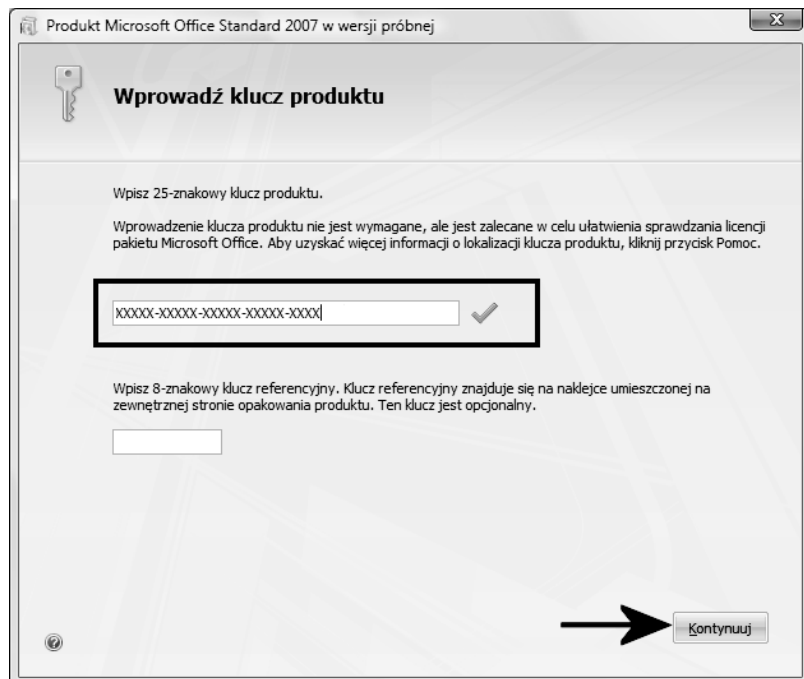 Produkt Microsoft Office Standard 2007 w wersji próbnej
Wprowadź klucz produktu
Wpisz 25-znakowy klucz produktu.
Wprowadzenie klucza produktu nie jest wymagane, ale jest zalecane w celu ułatwienia sprawdzania licencji
pakietu Microsoft Office. Aby uzyskać więcej informacji o lokalizacji klucza produktu, kliknij przycisk Pomoc.
XXXXX-XXXXX-XXXXX-XXXXX-XXXX
Wpisz 8-znakowy klucz referencyjny. Klucz referencyjny znajduje się na naklejce umieszczonej na
zewnętrznej stronie opakowania produktu. Ten klucz jest opcjonalny.
Kontynuuj